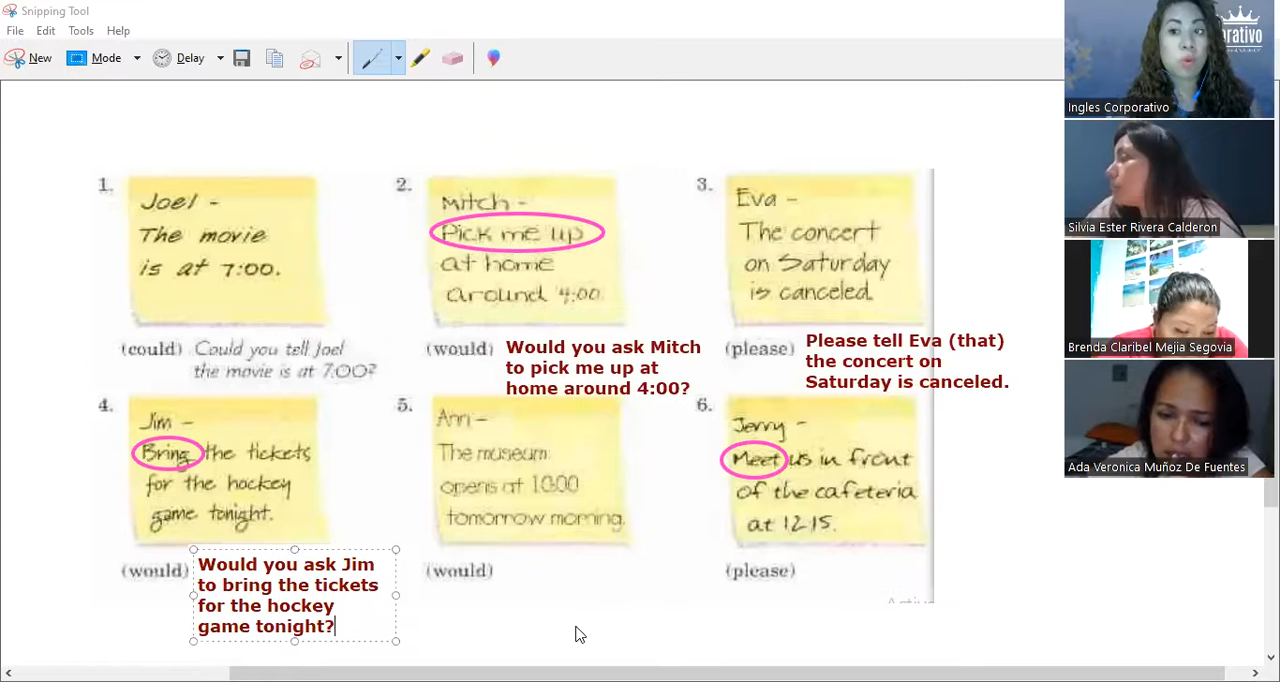 Snipping Tool
File Edit Tools Help
New Mode Delay
orativo
Ingles Corporativo
Silvia Ester Rivera Calderon
Brenda Claribel Mejia Segovia
Ada Veronica Muñoz De Fuentes
1.
Joel -
The movie
is at 7:00.
(could) Could you tell Joel
the movie is at 7:00?
2.
Mitch -
Pick me up
at home
around 4:00.
(would) Would you ask Mitch
to pick me up at
home around 4:00?
3.
Eva -
The concert
on Saturday
is canceled.
(please) Please tell Eva (that)
the concert on
Saturday is canceled.
4.
Jim -
Bring the tickets
for the hockey
game tonight.
(would) Would you ask Jim
to bring the tickets
for the hockey
game tonight?
5.
Ann -
The museum
opens at 10:00
tomorrow morning.
(would)
6.
Jerry -
Meet us in front
of the cafeteria
at 12:15.
(please)